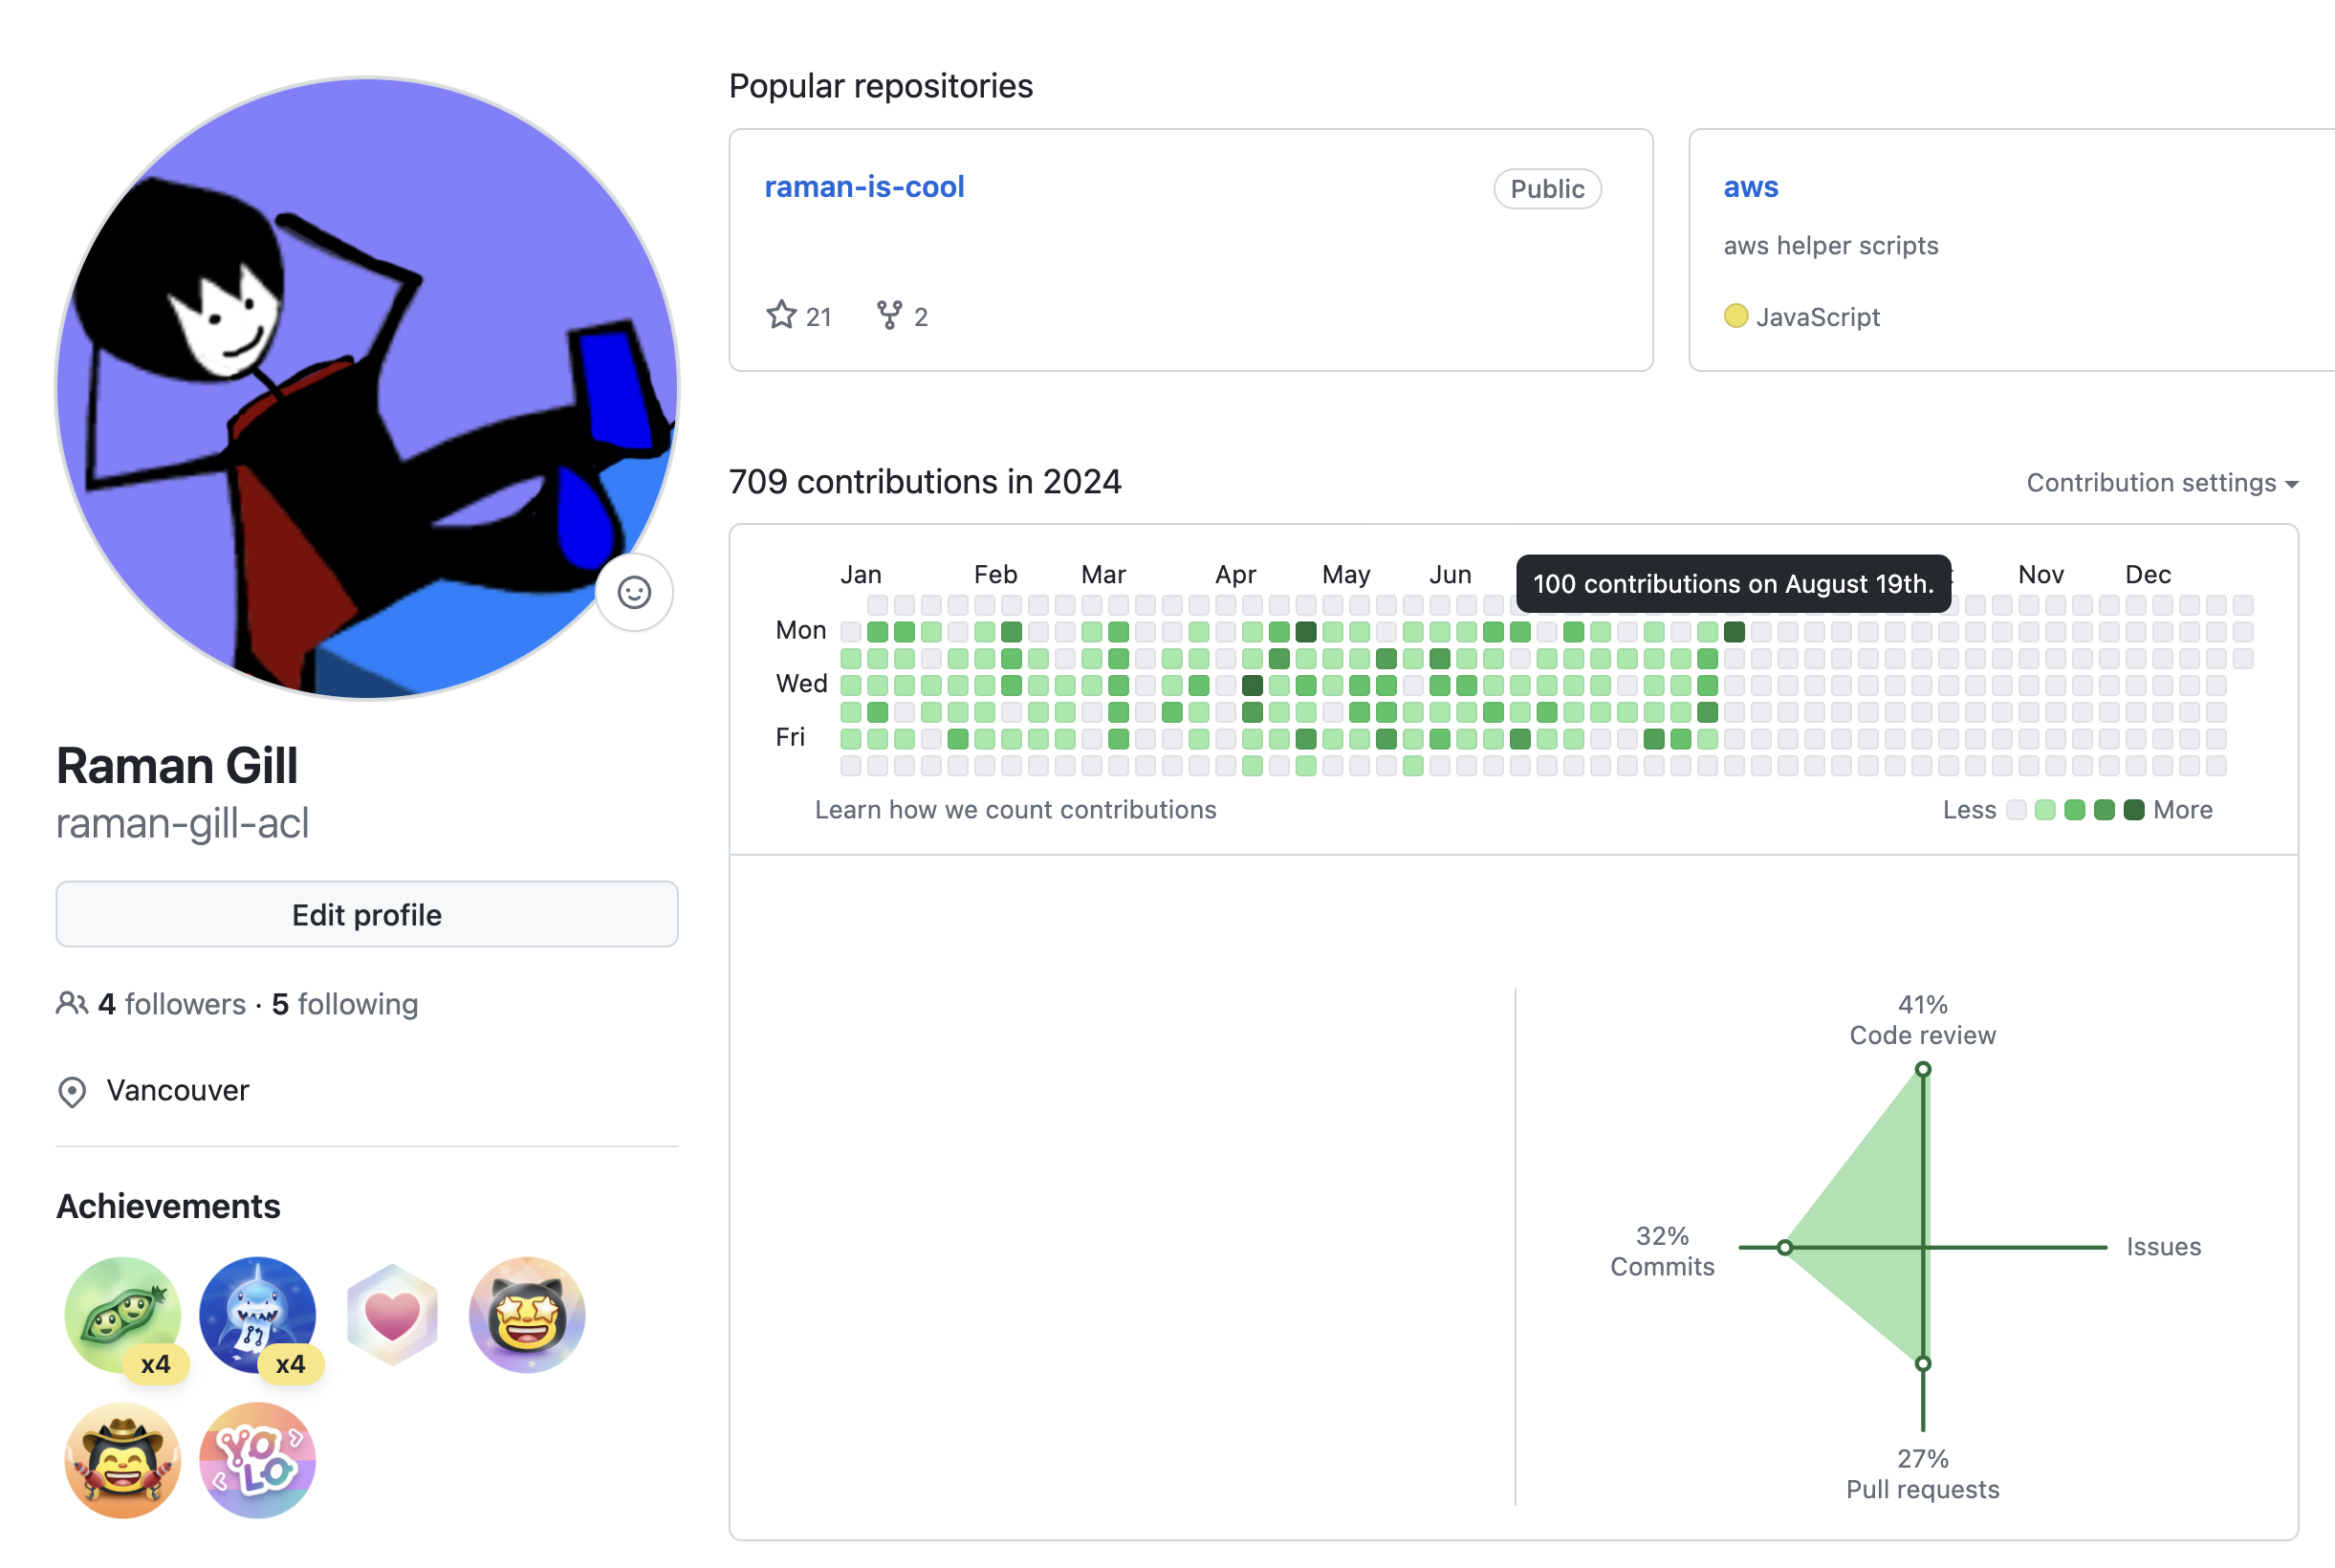 Popular repositories
raman-is-cool
Public
21
2
aws
aws helper scripts
JavaScript
709 contributions in 2024
Contribution settings
Jan Feb Mar Apr May Jun Nov Dec
100 contributions on August 19th.
Mon
Wed
Fri
Learn how we count contributions
Less
More
Raman Gill
raman-gill-acl
Edit profile
4 followers · 5 following
Vancouver
Achievements
x4
x4
YOLO
41%
Code review
32%
Commits
Issues
27%
Pull requests